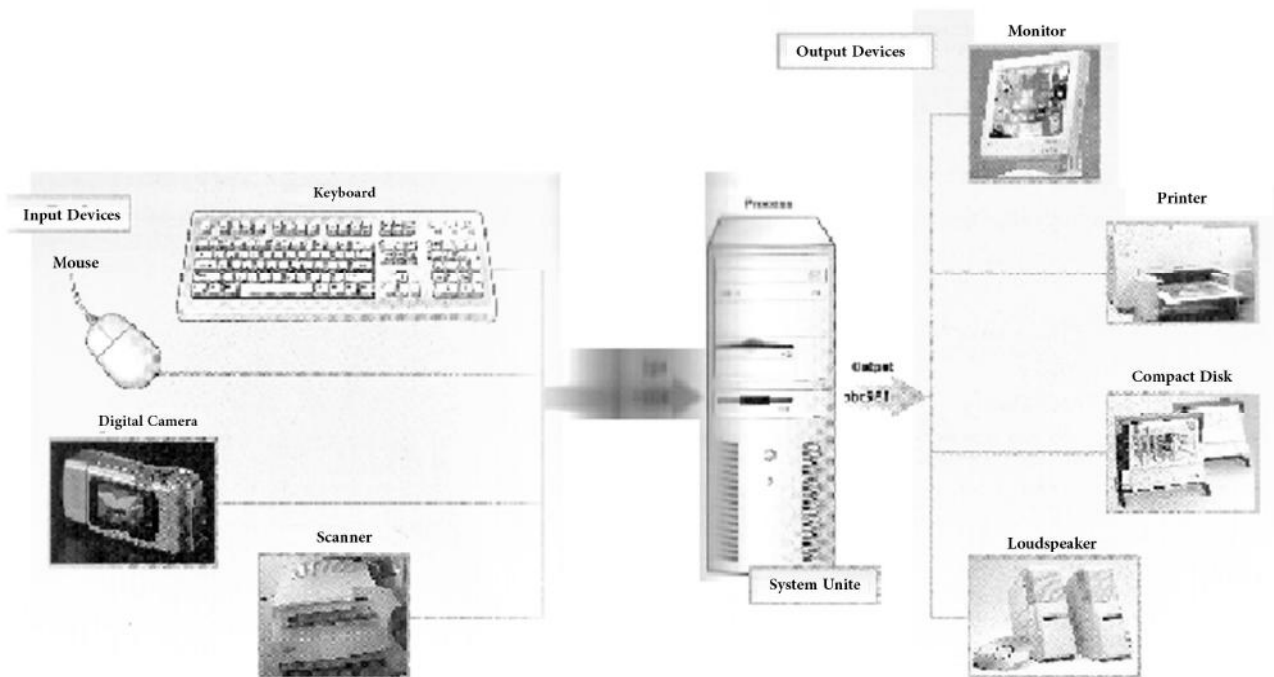 Monitor
Output Devices
Keyboard
Printer
Input Devices
Process
Mouse
Output
Compact Disk
Digital Camera
Scanner
Loudspeaker
System Unite